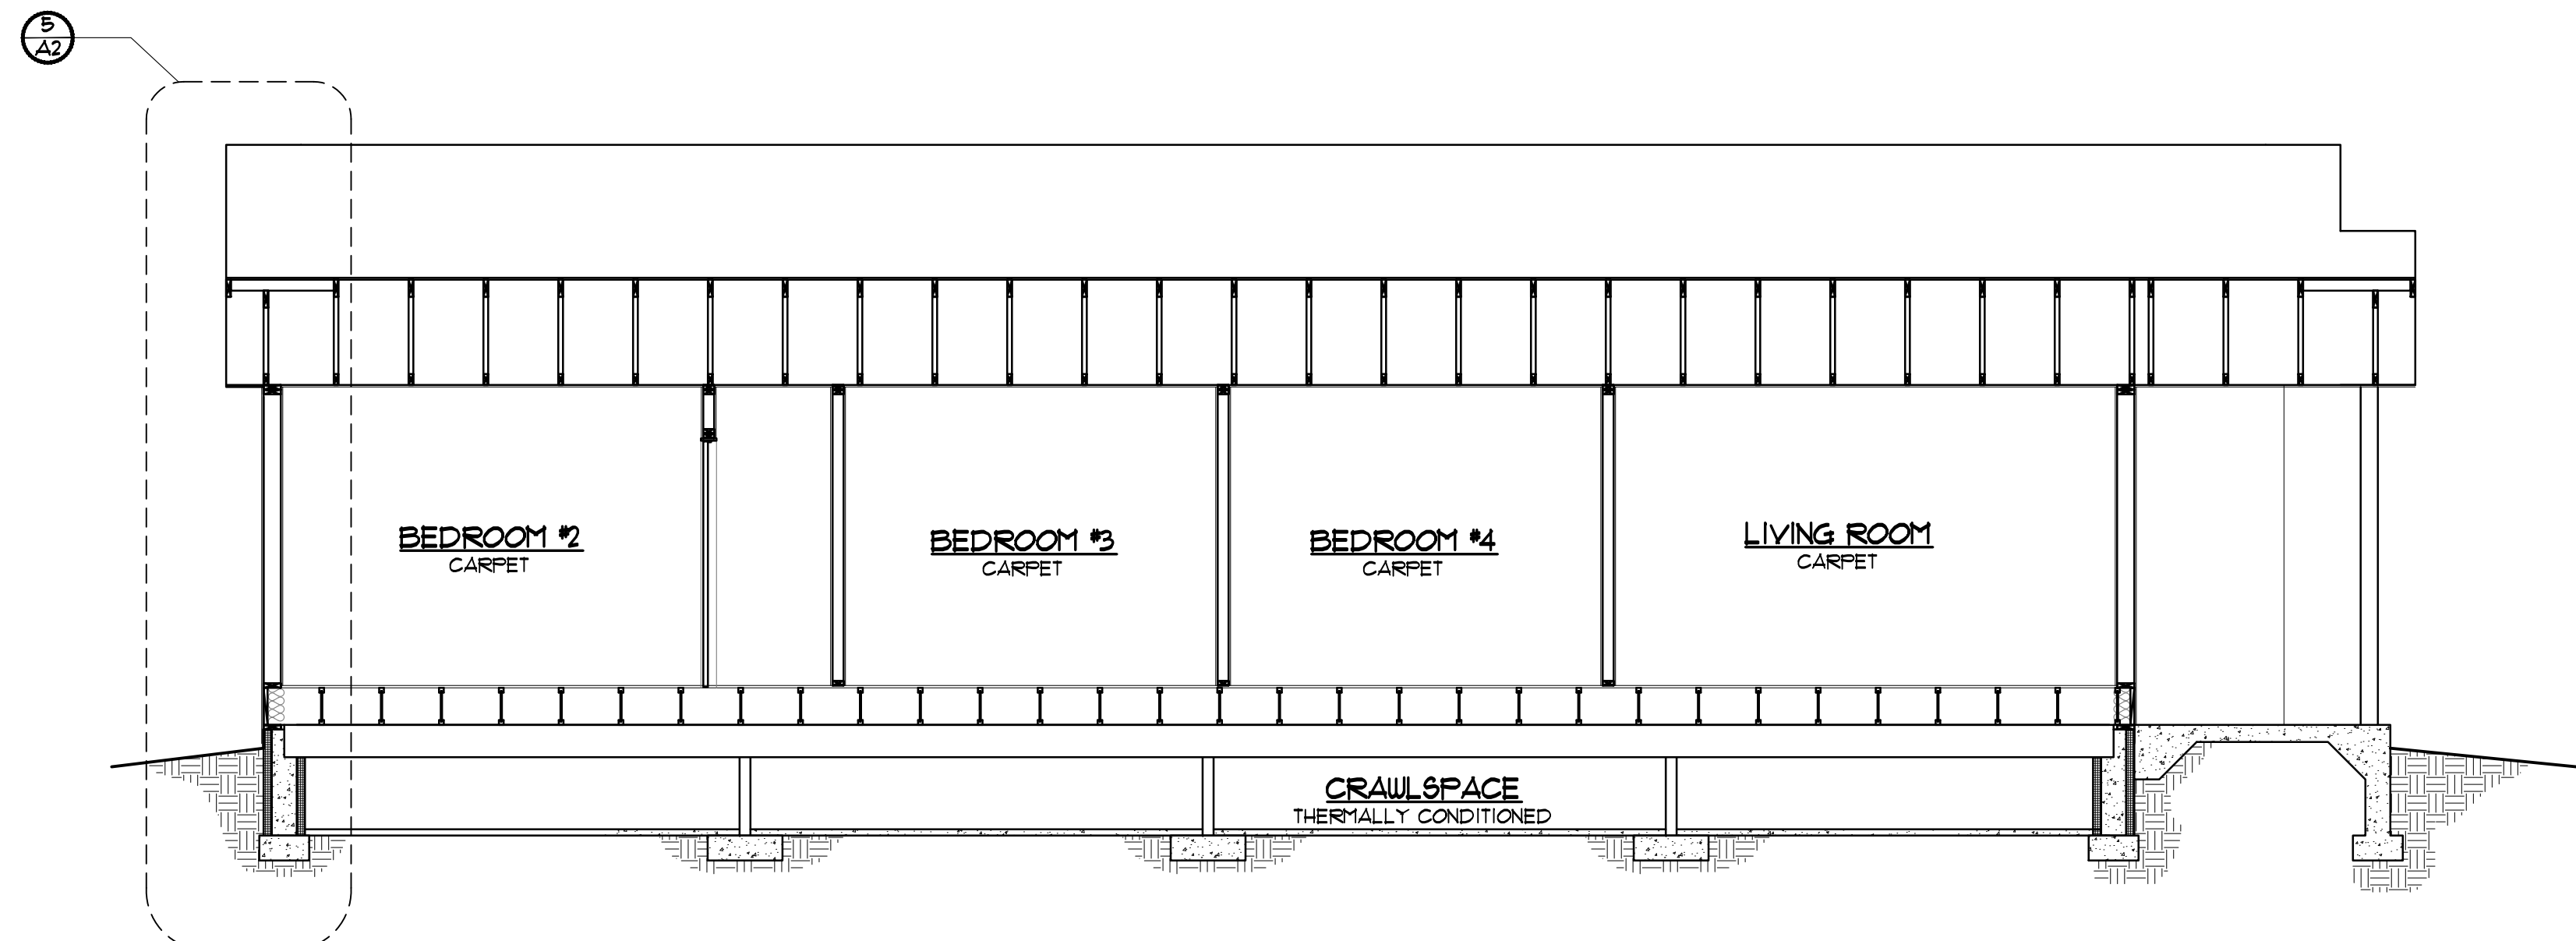 5
A2
BEDROOM #2
CARPET
BEDROOM #3
CARPET
BEDROOM #4
CARPET
LIVING ROOM
CARPET
CRAWLSPACE
THERMALLY CONDITIONED